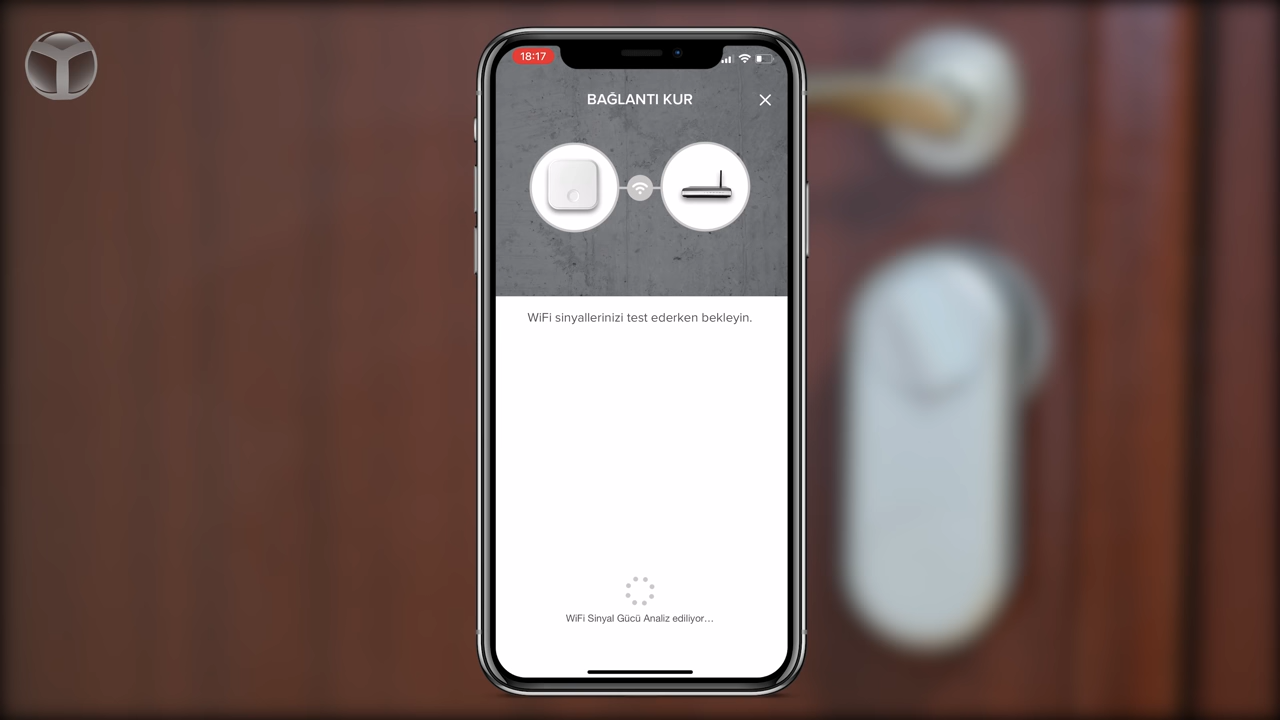 18:17
BAĞLANTI KUR
WiFi sinyallerinizi test ederken bekleyin.
WiFi Sinyal Gücü Analiz ediliyor…